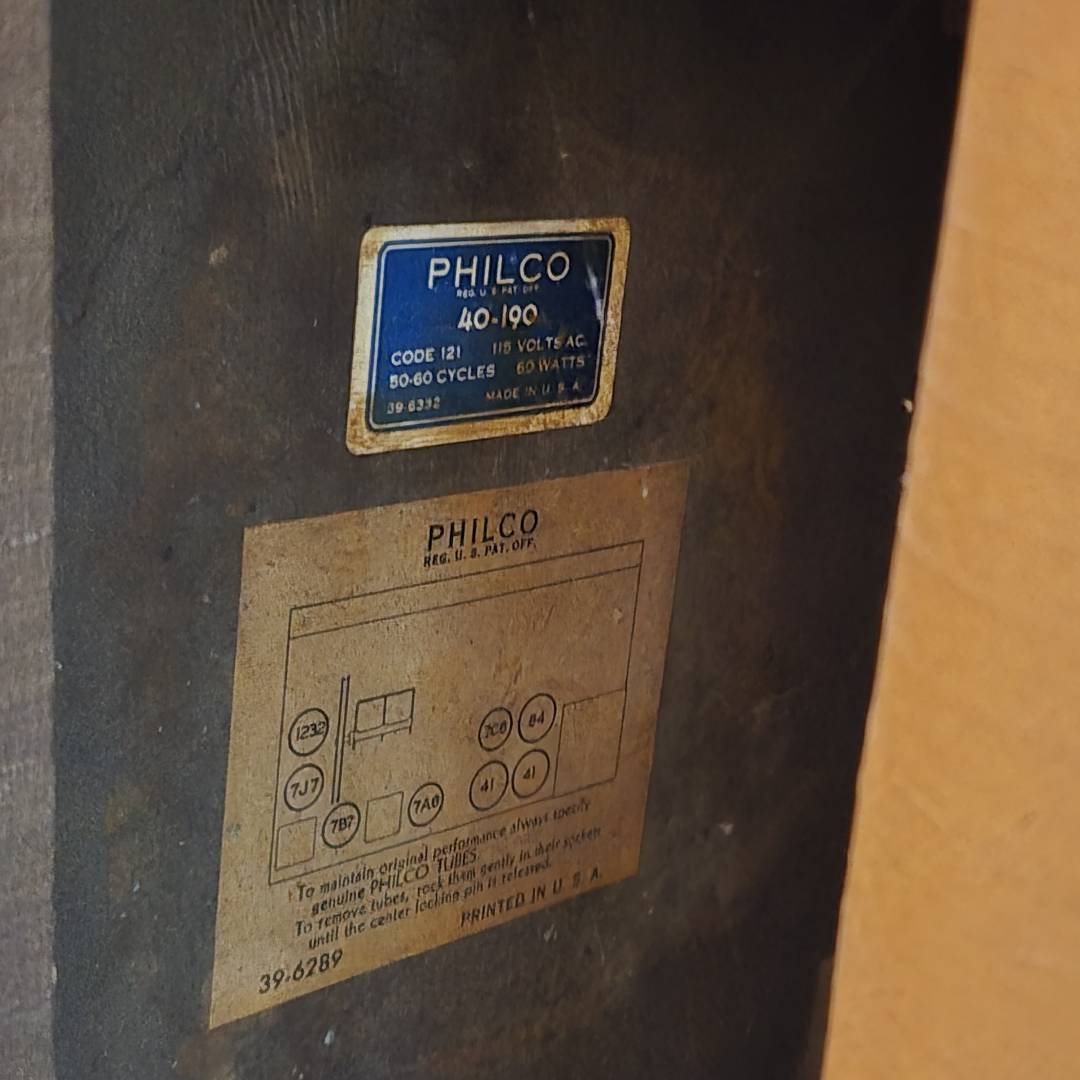 PHILCO
REG. U. S. PAT. OFF.
40-190
CODE 121 115 VOLTS AC
50-60 CYCLES 60 WATTS
39-6332 MADE IN U. S. A.
PHILCO
REG. U. S. PAT. OFF.
1232
7C6 84
7J7
41 41
7B7
7A6
To maintain original performance always specify
genuine PHILCO TUBES.
To remove tubes, rock them gently in their sockets
until the center locking pin is released.
PRINTED IN U. S. A.
39-6289